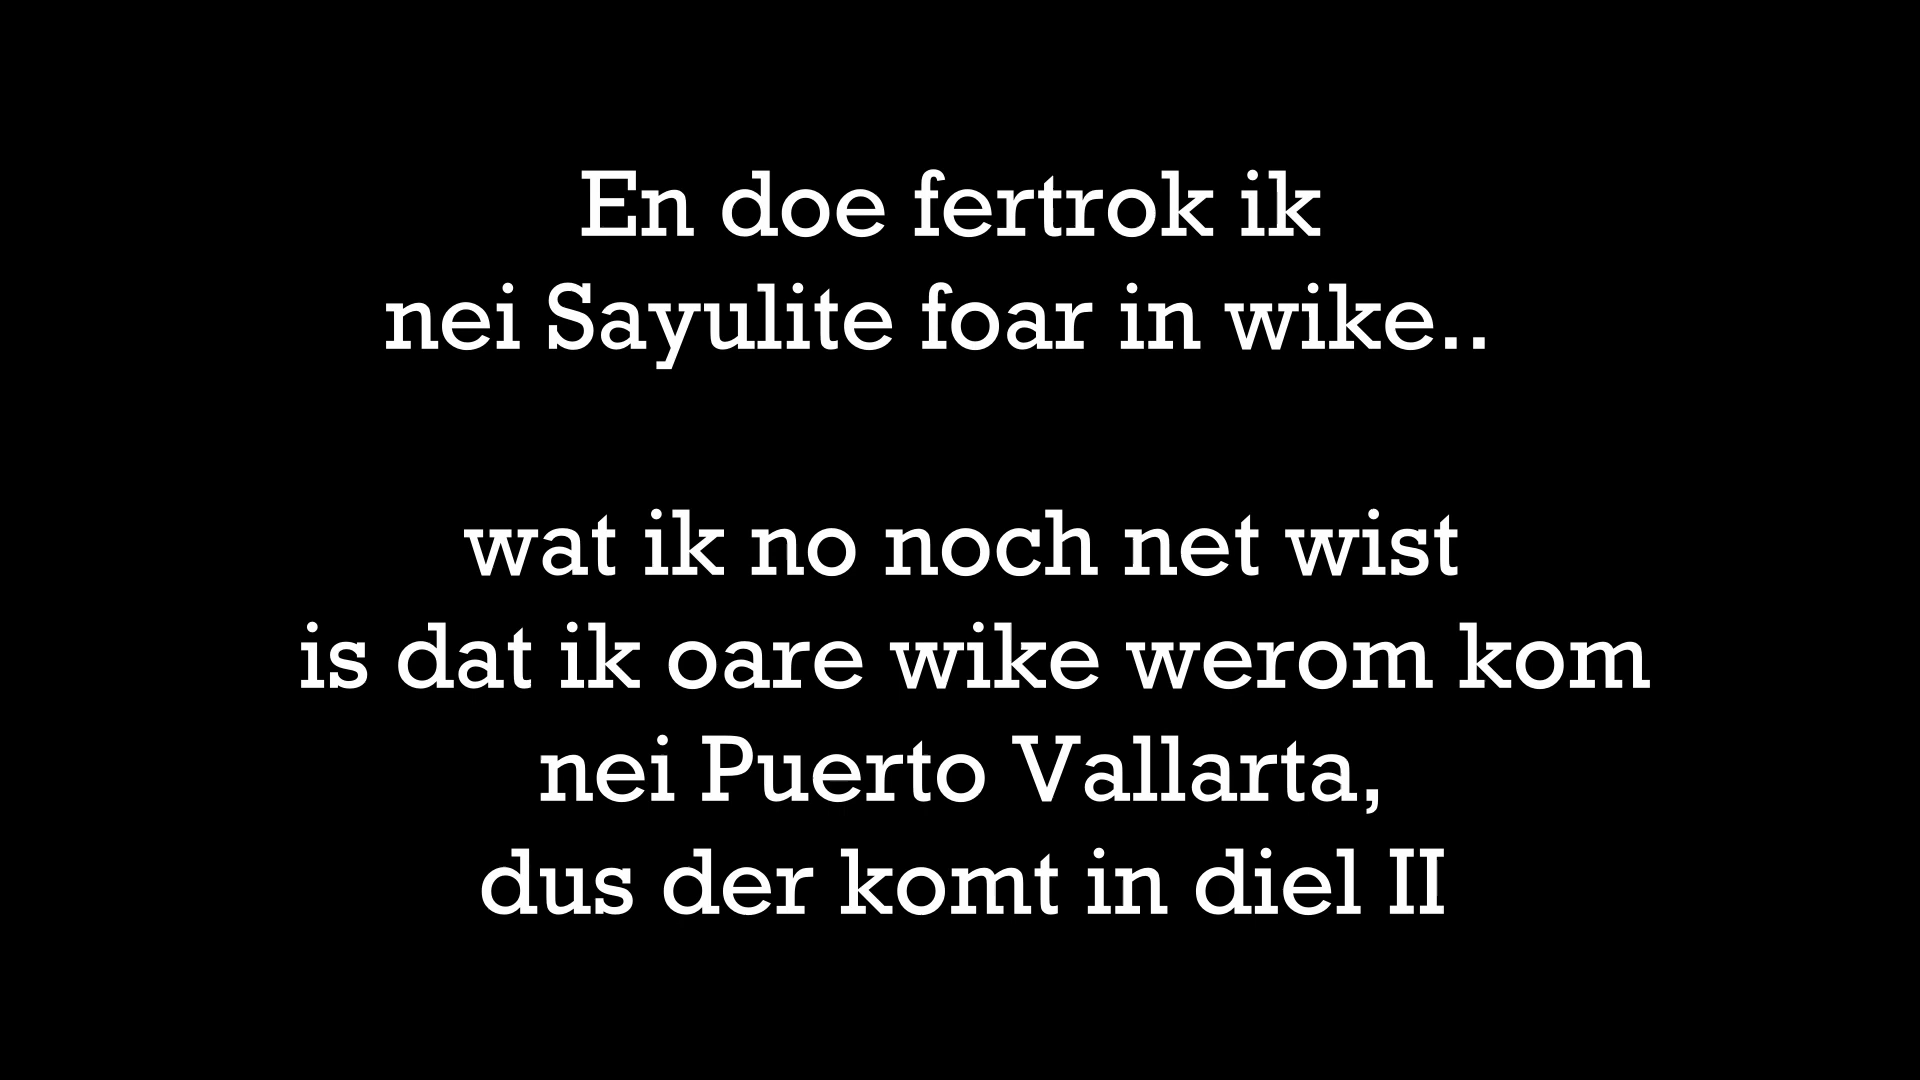 En doe fertrok ik
nei Sayulite foar in wike..
wat ik no noch net wist
is dat ik oare wike werom kom
nei Puerto Vallarta,
dus der komt in diel II